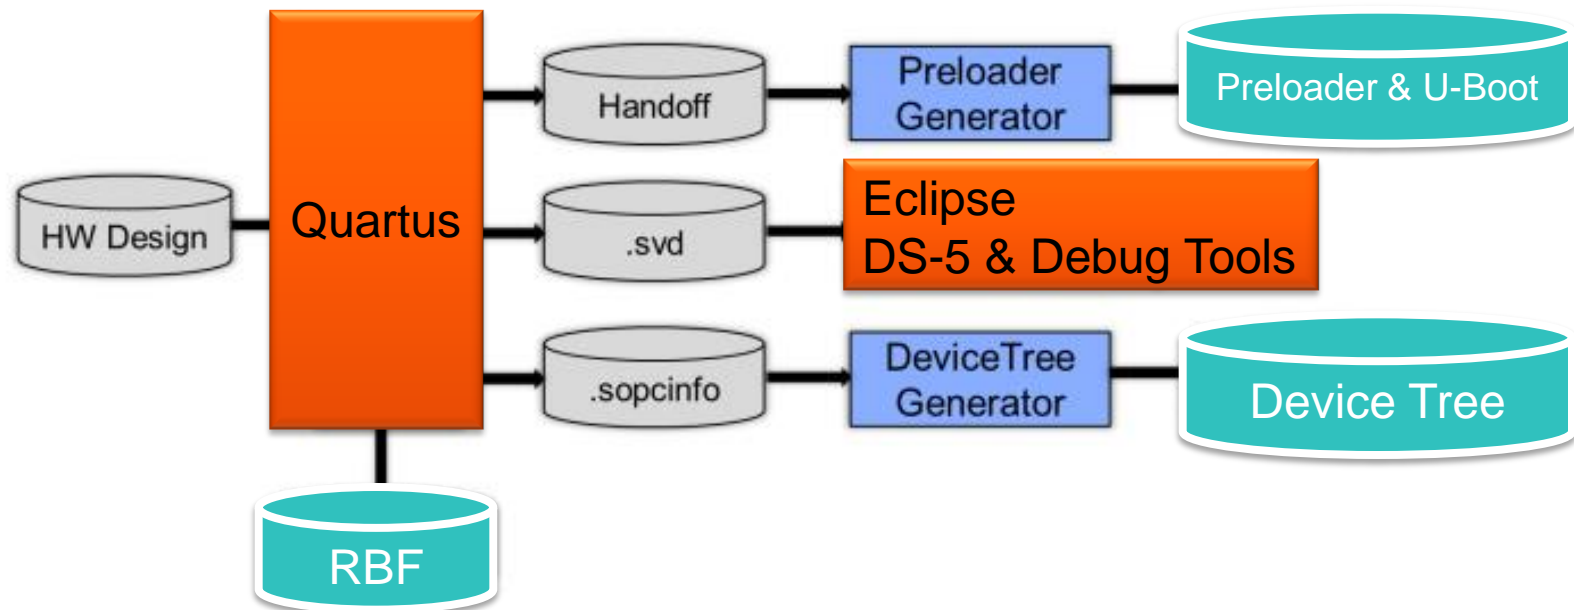 HW Design
Quartus
Handoff
Preloader
Generator
Preloader & U-Boot
.svd
Eclipse
DS-5 & Debug Tools
.sopcinfo
DeviceTree
Generator
Device Tree
RBF